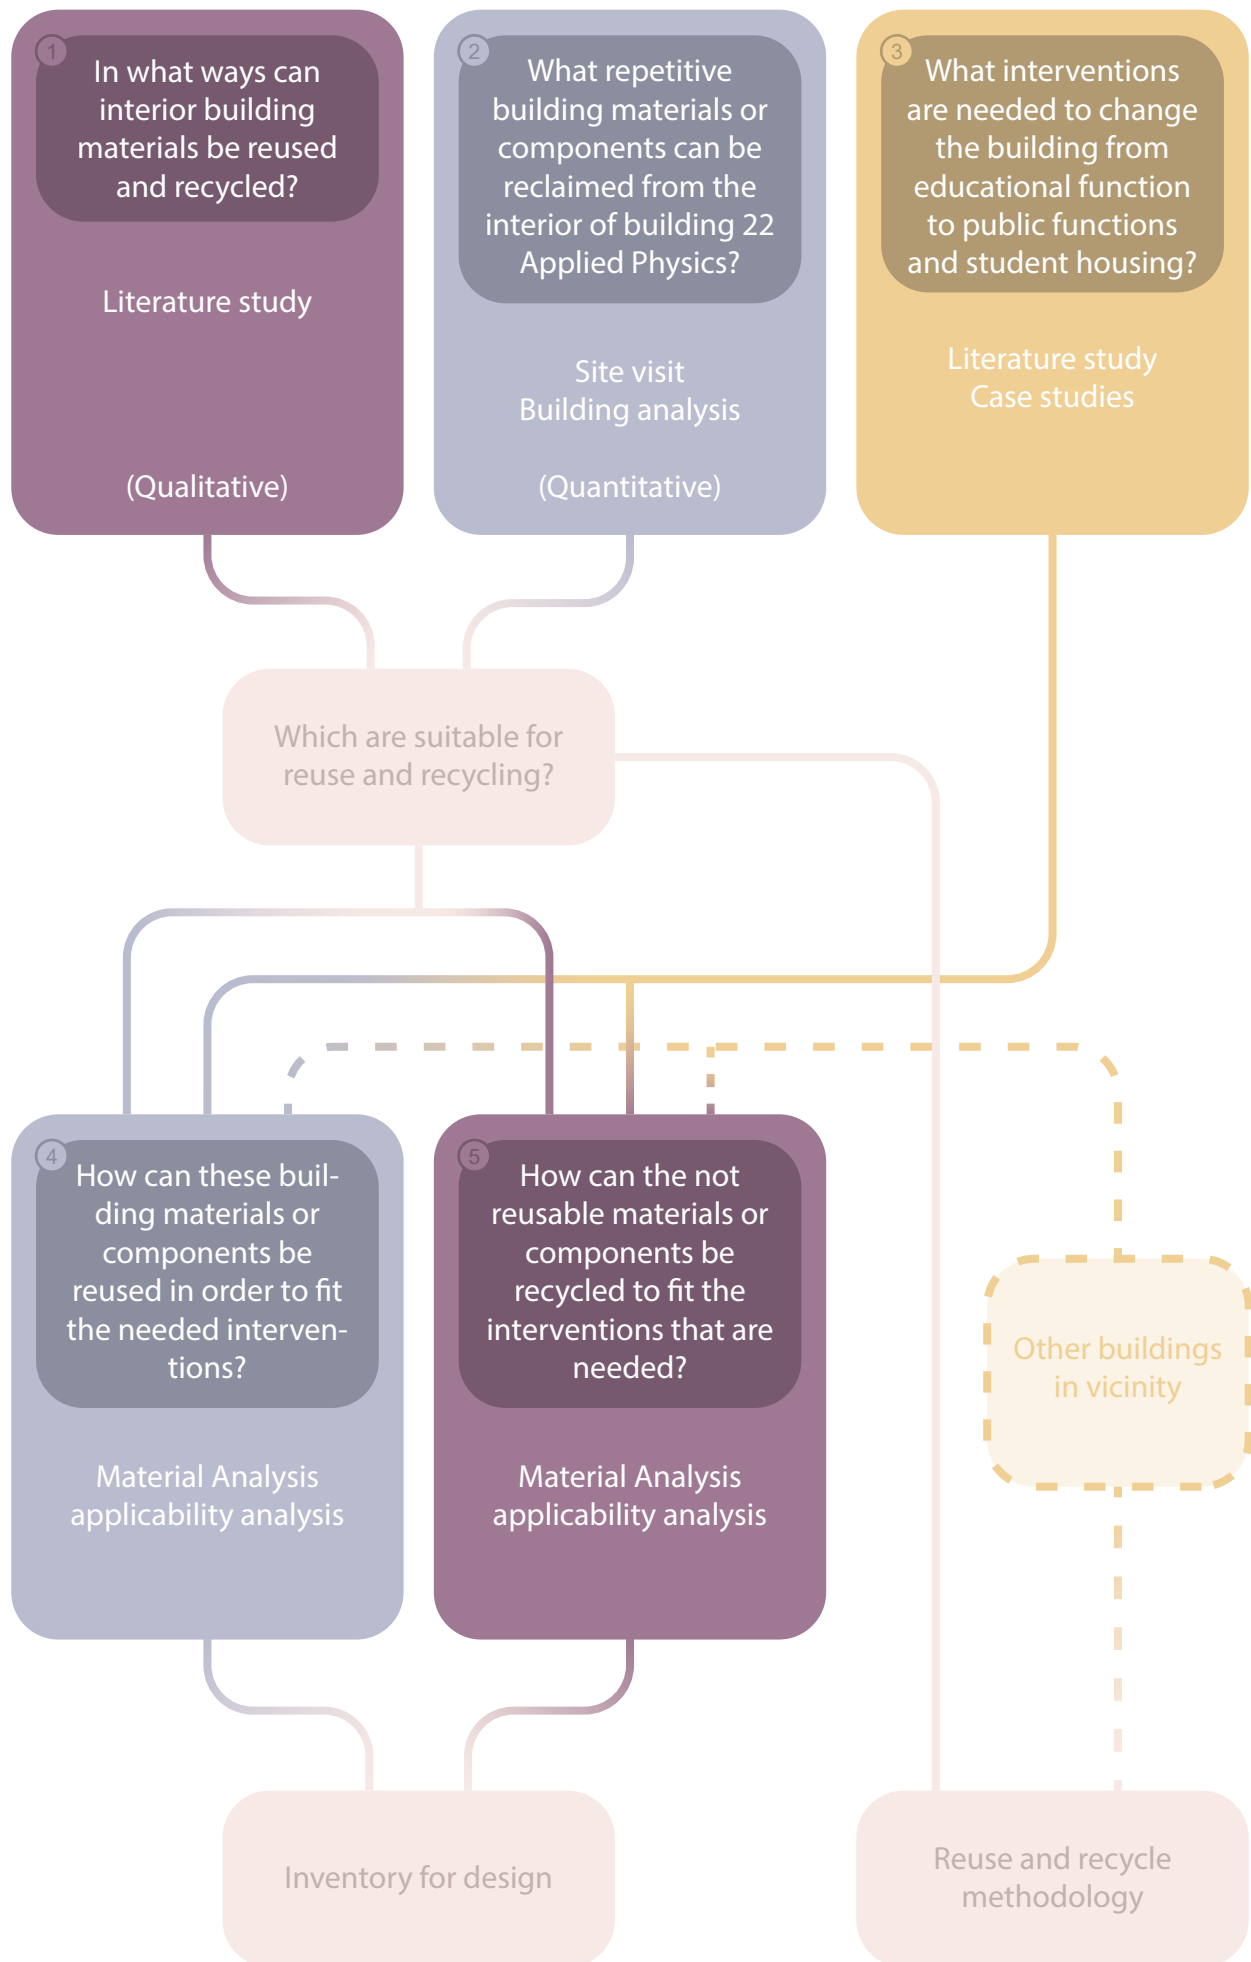 1
In what ways can
interior building
materials be reused
and recycled?
Literature study
(Qualitative)
2
What repetitive
building materials or
components can be
reclaimed from the
interior of building 22
Applied Physics?
Site visit
Building analysis
(Quantitative)
3
What interventions
are needed to change
the building from
educational function
to public functions
and student housing?
Literature study
Case studies
Which are suitable for
reuse and recycling?
4
How can these buil-
ding materials or
components be
reused in order to fit
the needed interven-
tions?
Material Analysis
applicability analysis
5
How can the not
reusable materials or
components be
recycled to fit the
interventions that are
needed?
Material Analysis
applicability analysis
Other buildings
in vicinity
Inventory for design
Reuse and recycle
methodology